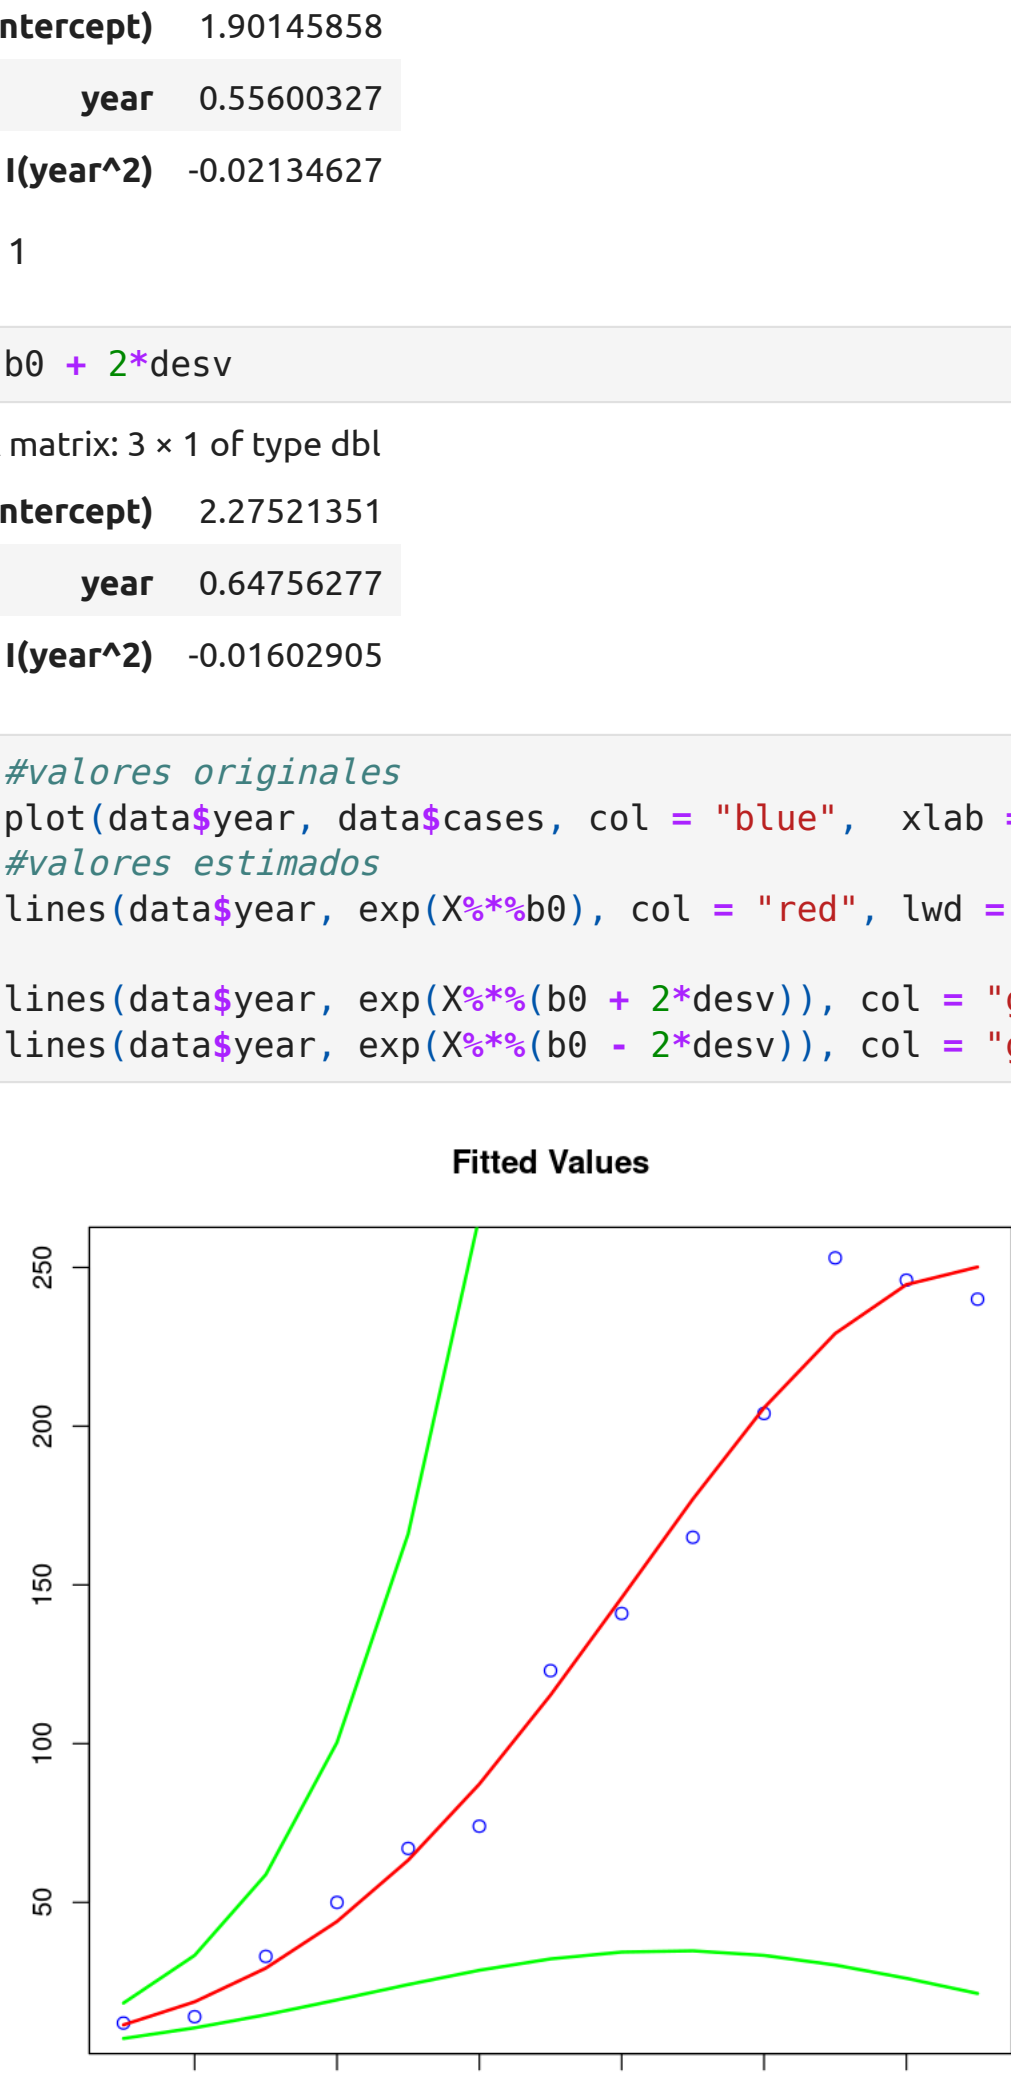 ntercept) 1.90145858
year 0.55600327
I(year^2) -0.02134627
1
b0 + 2*desv
matrix: 3 × 1 of type dbl
ntercept) 2.27521351
year 0.64756277
I(year^2) -0.01602905
#valores originales
plot(data$year, data$cases, col = "blue", xlab =
#valores estimados
lines(data$year, exp(X%*%b0), col = "red", lwd =
lines(data$year, exp(X%*%(b0 + 2*desv)), col = "g
lines(data$year, exp(X%*%(b0 - 2*desv)), col = "g
Fitted Values
250
200
150
100
50